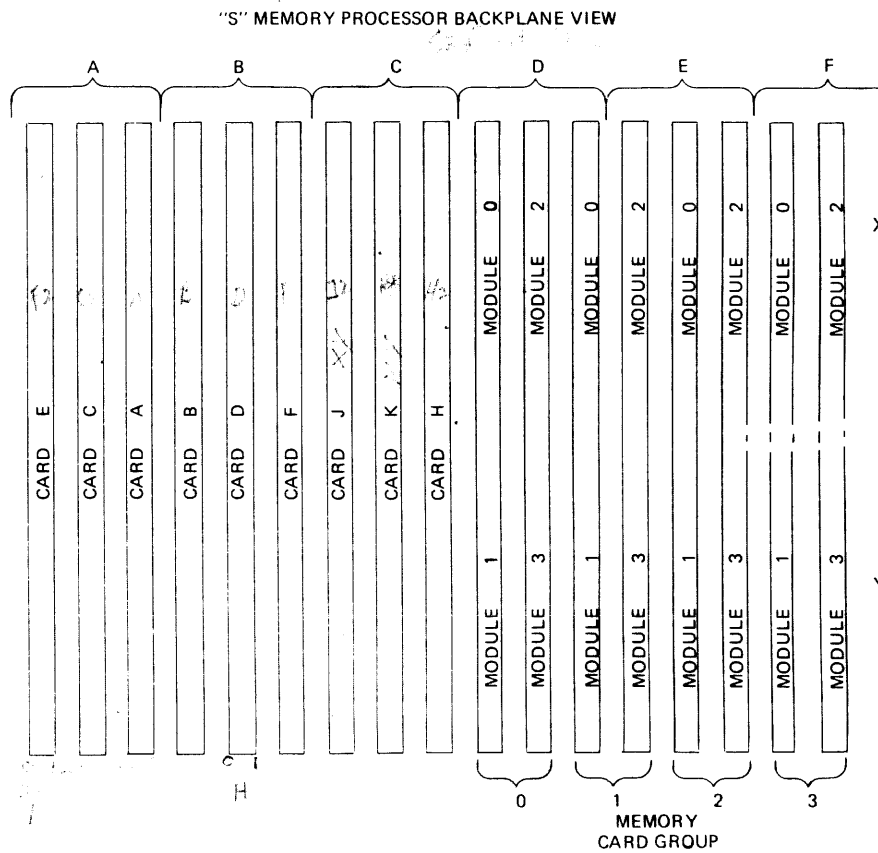 "S" MEMORY PROCESSOR BACKPLANE VIEW
A B C D E F
MODULE 0
MODULE 2
MODULE 0
MODULE 2
MODULE 0
MODULE 2
MODULE 0
MODULE 2
X
CARD E
CARD C
CARD A
CARD B
CARD D
CARD F
CARD J
CARD K
CARD H
MODULE 1
MODULE 3
MODULE 1
MODULE 3
MODULE 1
MODULE 3
MODULE 1
MODULE 3
H
0 1 2 3
MEMORY
CARD GROUP